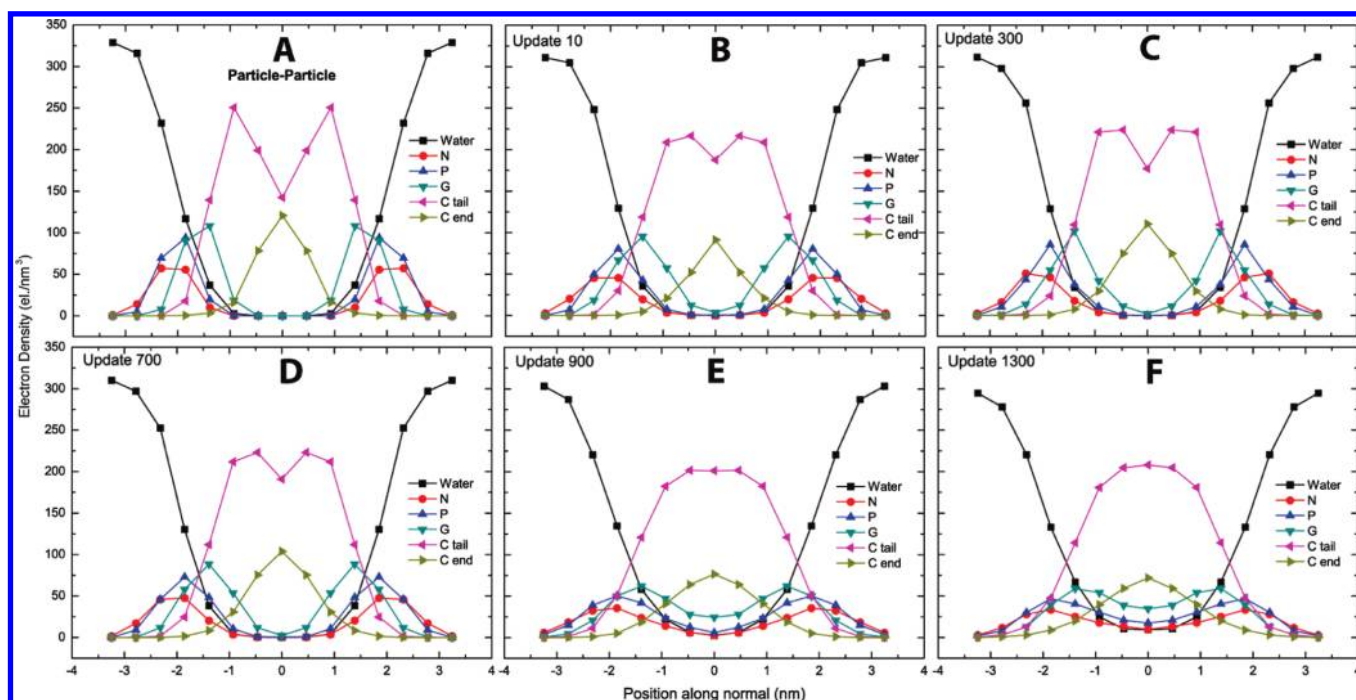 A
Particle-Particle
Water
N
P
G
C tail
C end
350
300
250
200
150
100
50
0
Update 10
B
Water
N
P
G
C tail
C end
Update 300
C
Water
N
P
G
C tail
C end
Electron Density (el./nm³)
Update 700
D
Water
N
P
G
C tail
C end
350
300
250
200
150
100
50
0
4 -3 -2 -1 0 1 2 3 4
Update 900
E
Water
N
P
G
C tail
C end
-3 -2 -1 0 1 2 3 4
Update 1300
F
Water
N
P
G
C tail
C end
-3 -2 -1 0 1 2 3 4
Position along normal (nm)